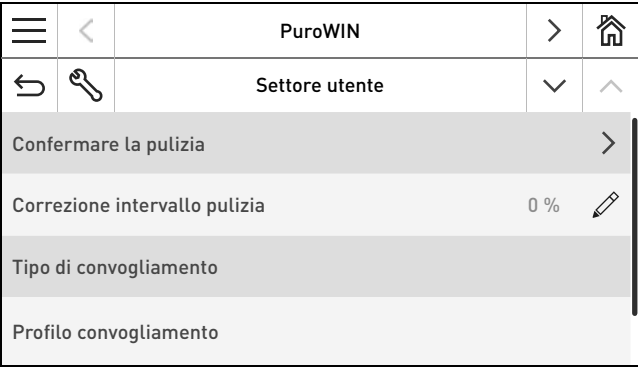 PuroWIN
Settore utente
Confermare la pulizia
Correzione intervallo pulizia 0 %
Tipo di convogliamento
Profilo convogliamento